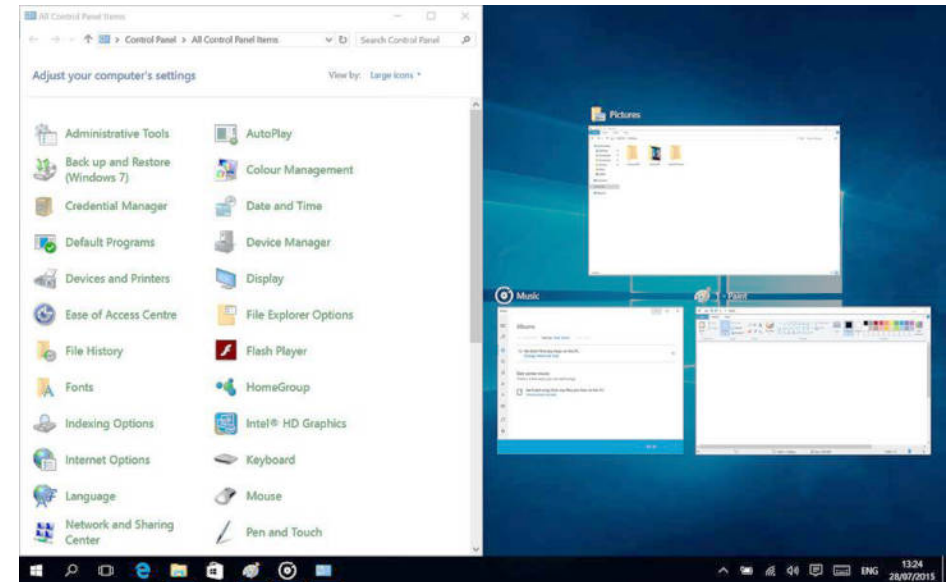 All Control Panel Items
Control Panel > All Control Panel Items
Search Control Panel
Adjust your computer's settings
View by: Large icons
Administrative Tools
AutoPlay
Back up and Restore
(Windows 7)
Colour Management
Credential Manager
Date and Time
Default Programs
Device Manager
Devices and Printers
Display
Ease of Access Centre
File Explorer Options
File History
Flash Player
Fonts
HomeGroup
Indexing Options
Intel® HD Graphics
Internet Options
Keyboard
Language
Mouse
Network and Sharing
Center
Pen and Touch
Pictures
Music
- Paint
Albums
ENG
13:24
28/07/2015